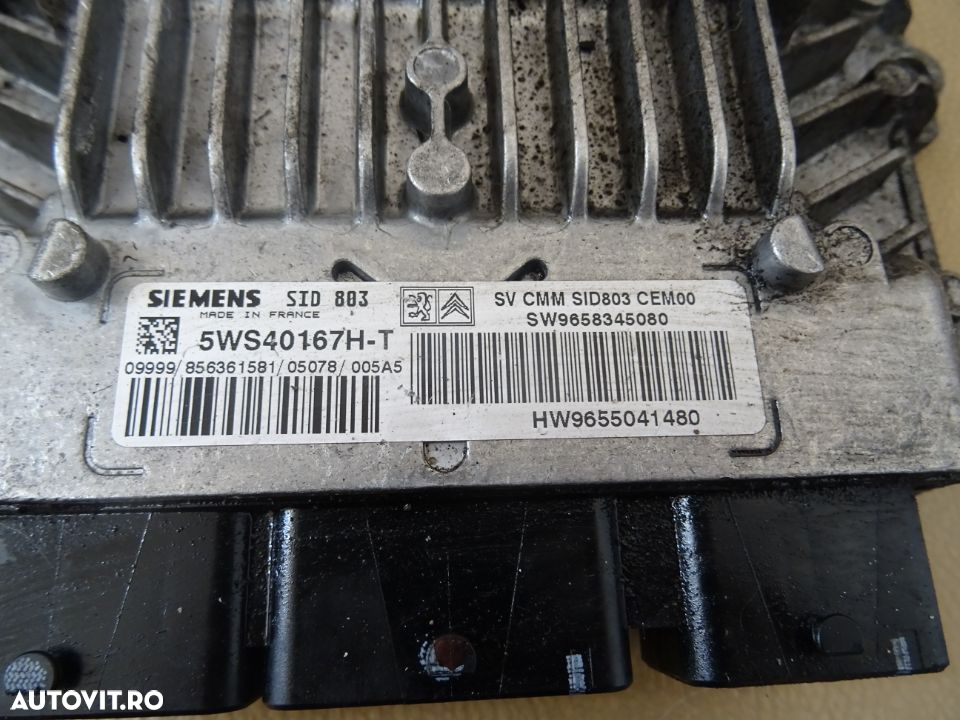 SIEMENS SID 803
MADE IN FRANCE
5WS40167H-T
09999/856361581/05078/005A5
SV CMM SID803 CEM00
SW9658345080
HW9655041480
AUTOVIT.RO